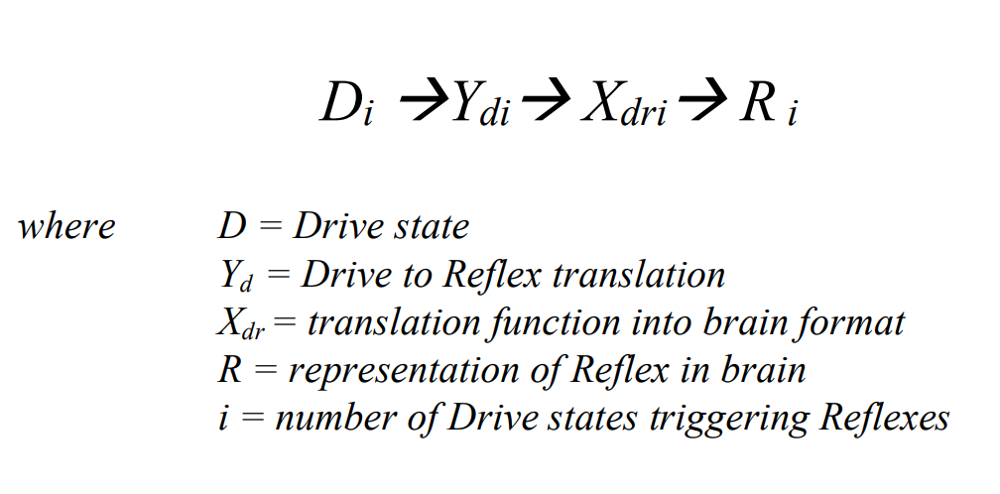 Di →Ydi→ Xdri→ R i
where D = Drive state
Yd = Drive to Reflex translation
Xdr = translation function into brain format
R = representation of Reflex in brain
i = number of Drive states triggering Reflexes